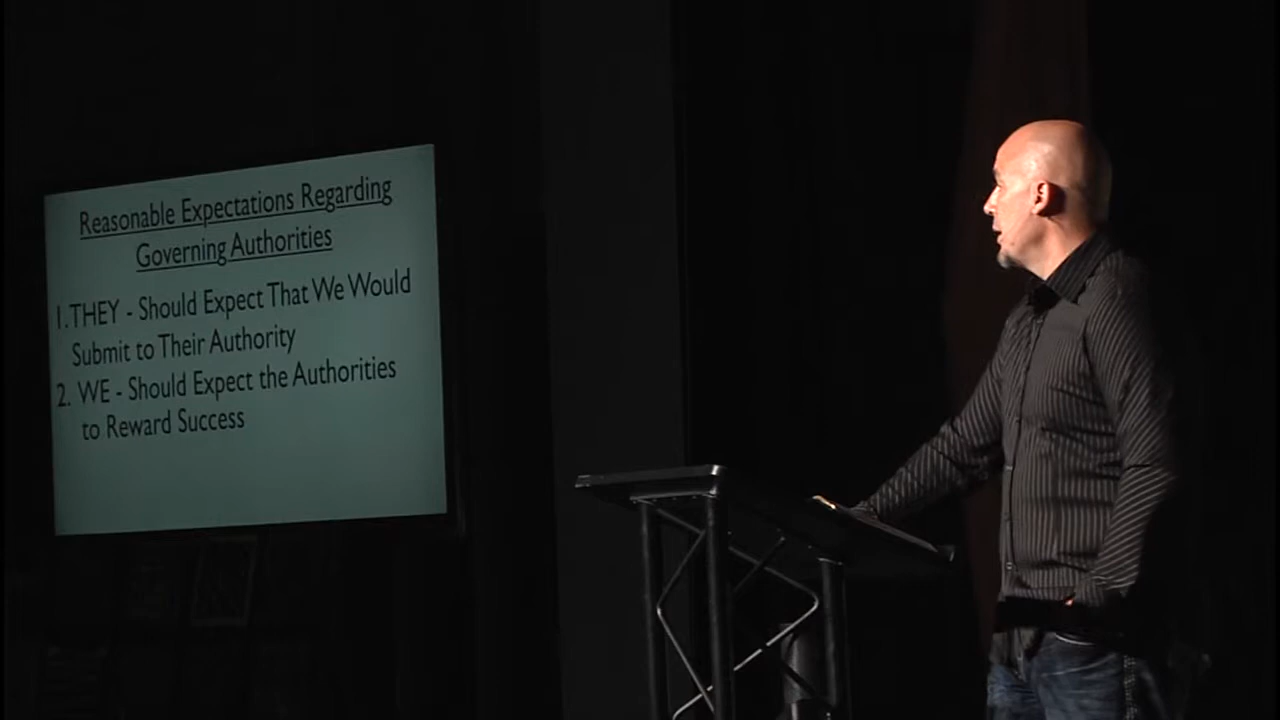 Reasonable Expectations Regarding
Governing Authorities
1. THEY - Should Expect That We Would
Submit to Their Authority
2. WE - Should Expect the Authorities
to Reward Success